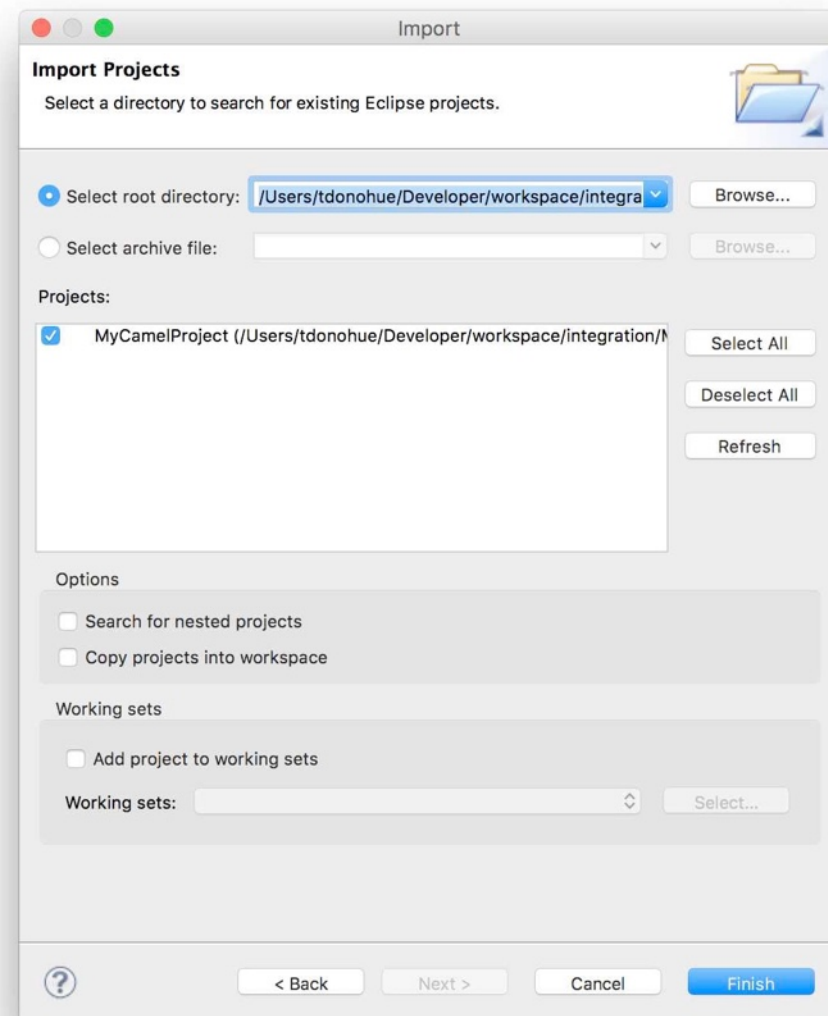 Import
Import Projects
Select a directory to search for existing Eclipse projects.
Select root directory: /Users/tdonohue/Developer/workspace/integra Browse...
Select archive file: Browse...
Projects:
MyCamelProject (/Users/tdonohue/Developer/workspace/integration/M
Select All
Deselect All
Refresh
Options
Search for nested projects
Copy projects into workspace
Working sets
Add project to working sets
Working sets: Select...
? < Back Next > Cancel Finish